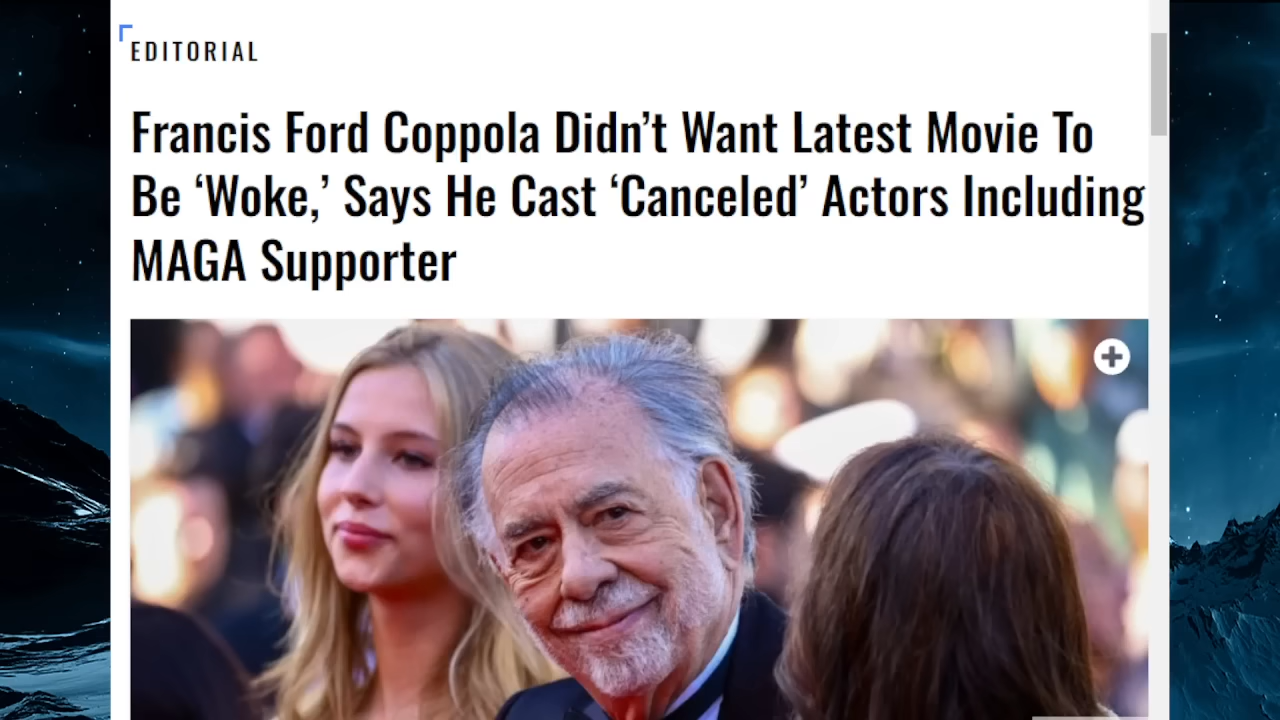 EDITORIAL
Francis Ford Coppola Didn’t Want Latest Movie To
Be ‘Woke,’ Says He Cast ‘Canceled’ Actors Including
MAGA Supporter